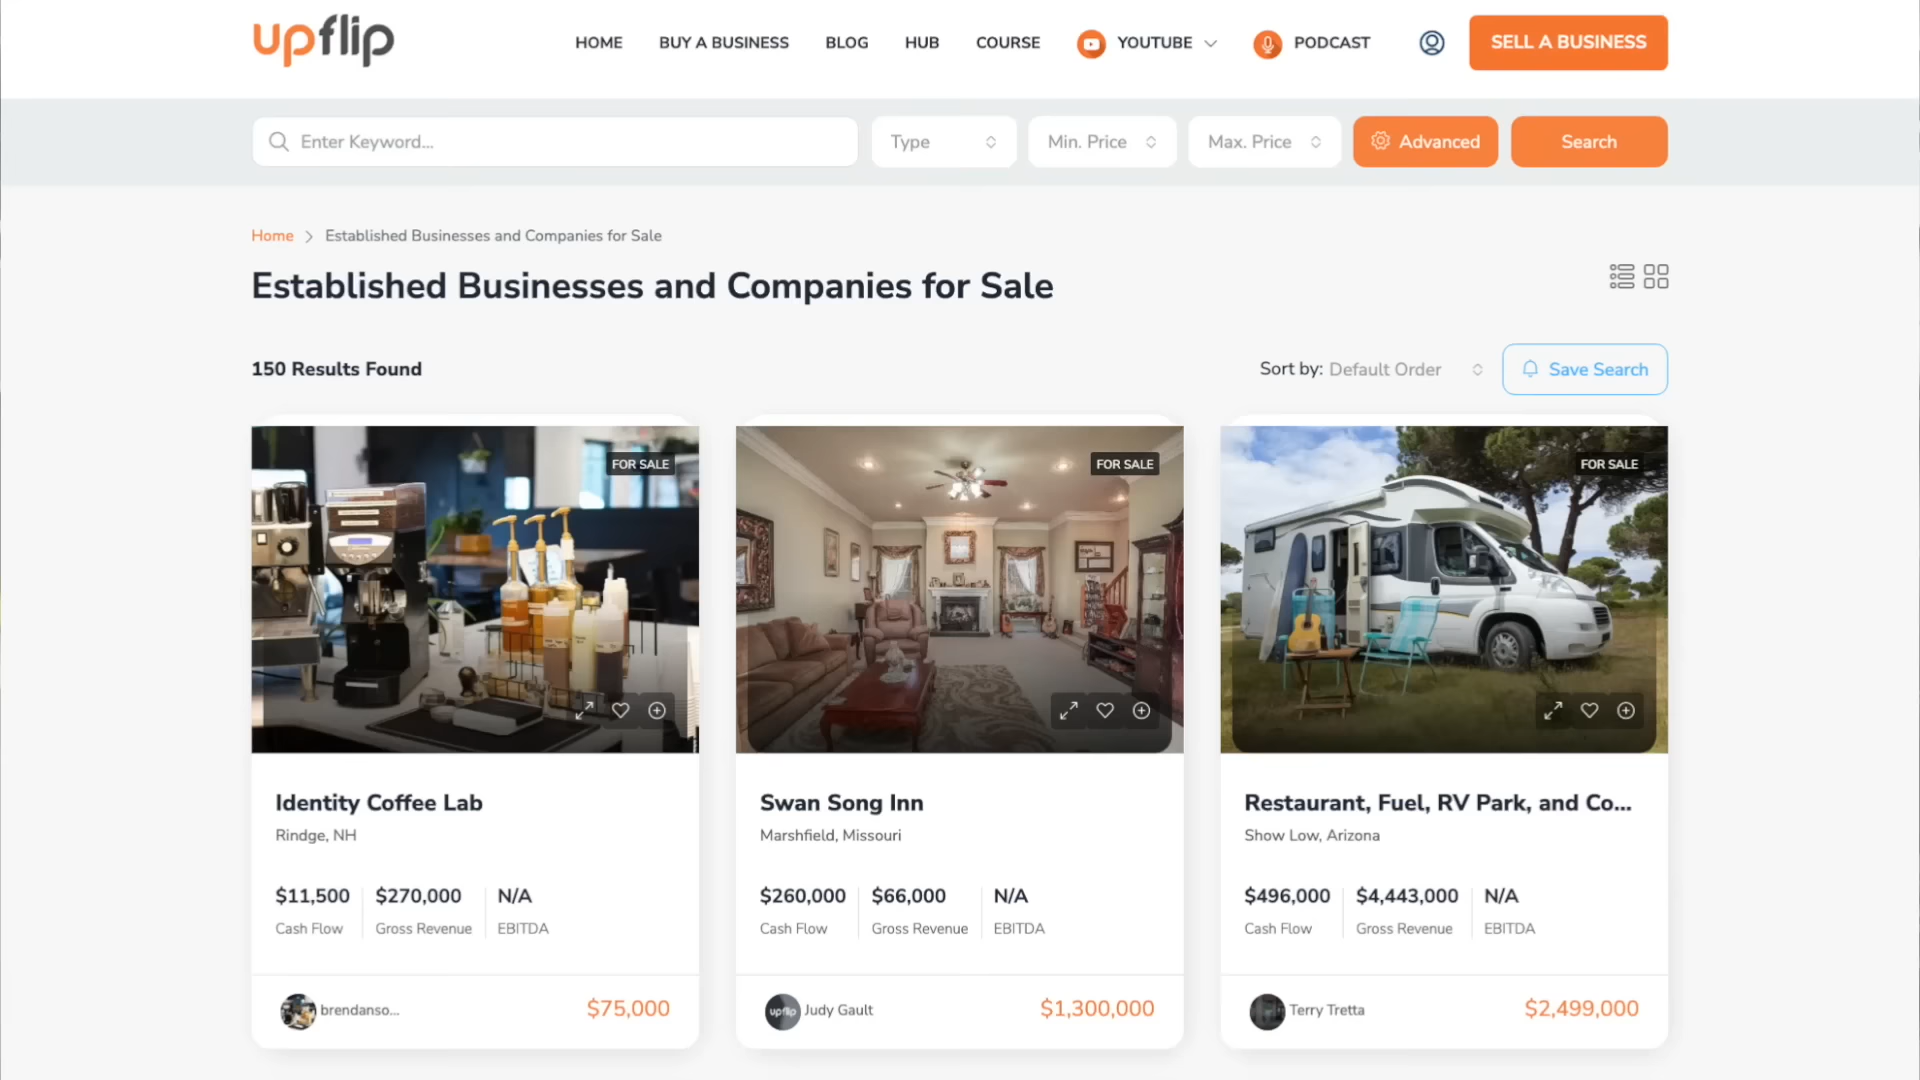 upflip
HOME BUY A BUSINESS BLOG HUB COURSE YOUTUBE PODCAST SELL A BUSINESS
Enter Keyword... Type Min. Price Max. Price Advanced Search
Home > Established Businesses and Companies for Sale
Established Businesses and Companies for Sale
150 Results Found
Sort by: Default Order Save Search
FOR SALE FOR SALE FOR SALE
Identity Coffee Lab
Rindge, NH
$11,500 $270,000 N/A
Cash Flow Gross Revenue EBITDA
brendanso... $75,000
Swan Song Inn
Marshfield, Missouri
$260,000 $66,000 N/A
Cash Flow Gross Revenue EBITDA
upflip Judy Gault $1,300,000
Restaurant, Fuel, RV Park, and Co...
Show Low, Arizona
$496,000 $4,443,000 N/A
Cash Flow Gross Revenue EBITDA
Terry Tretta $2,499,000